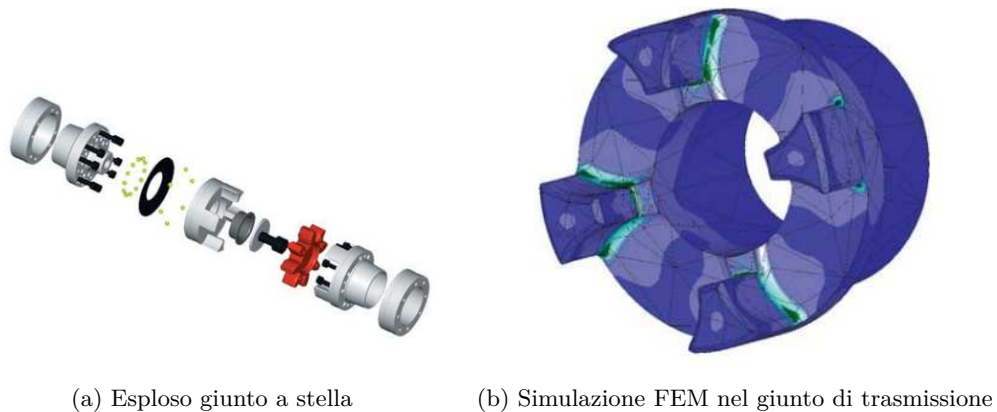 (a) Esploso giunto a stella
(b) Simulazione FEM nel giunto di trasmissione